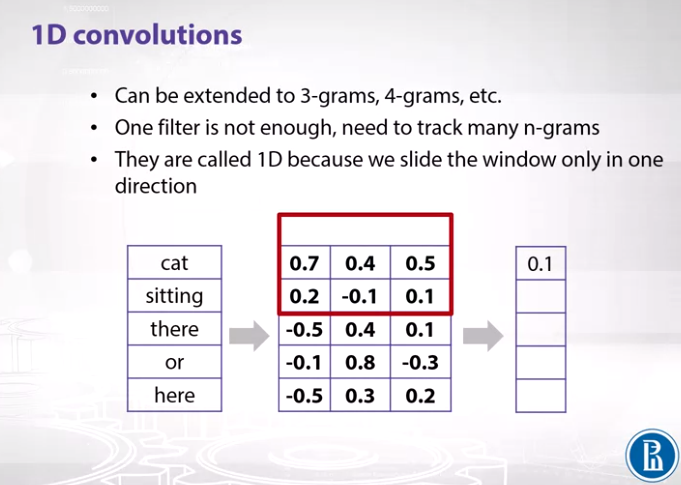 1D convolutions
• Can be extended to 3-grams, 4-grams, etc.
• One filter is not enough, need to track many n-grams
• They are called 1D because we slide the window only in one
direction
cat 0.7 0.4 0.5 0.1
sitting 0.2 -0.1 0.1
there -0.5 0.4 0.1
or -0.1 0.8 -0.3
here -0.5 0.3 0.2